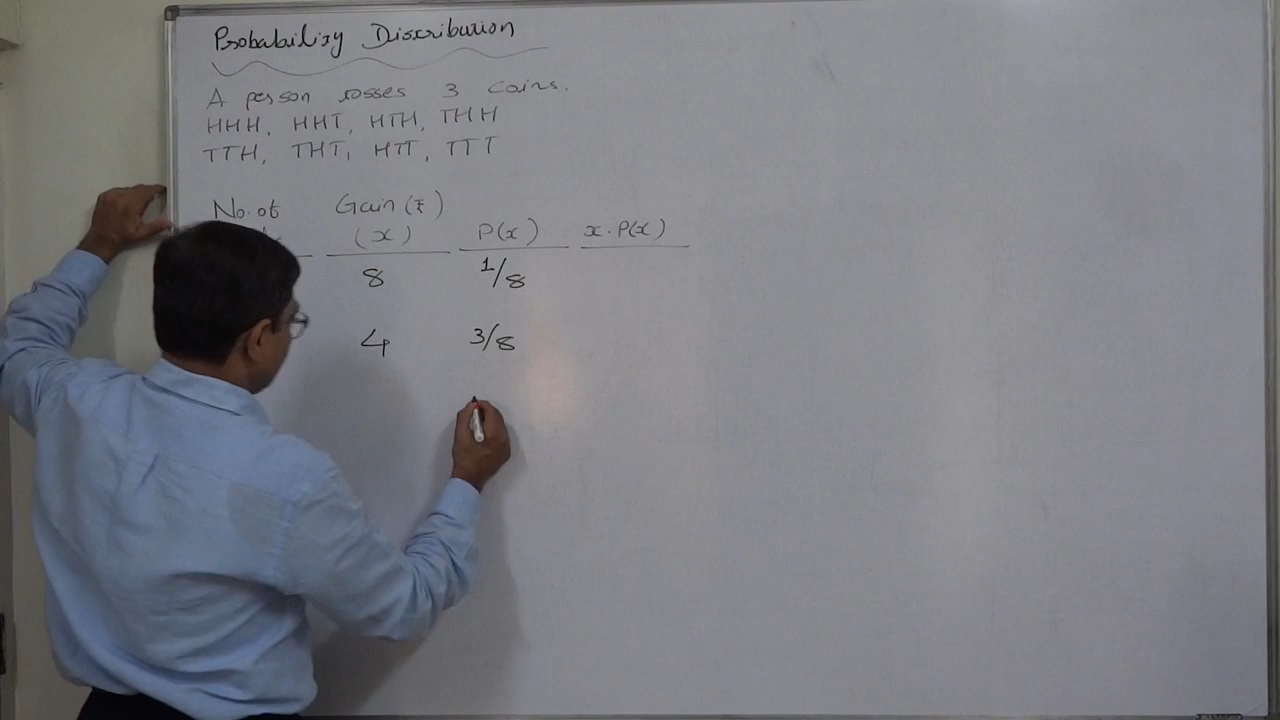 Probability Distribution
A person tosses 3 coins.
HHH, HHT, HTH, THH
TTH, THT, HTT, TTT
No. of Gain (₹)
(x) P(x) x.P(x)
8 1/8
4 3/8